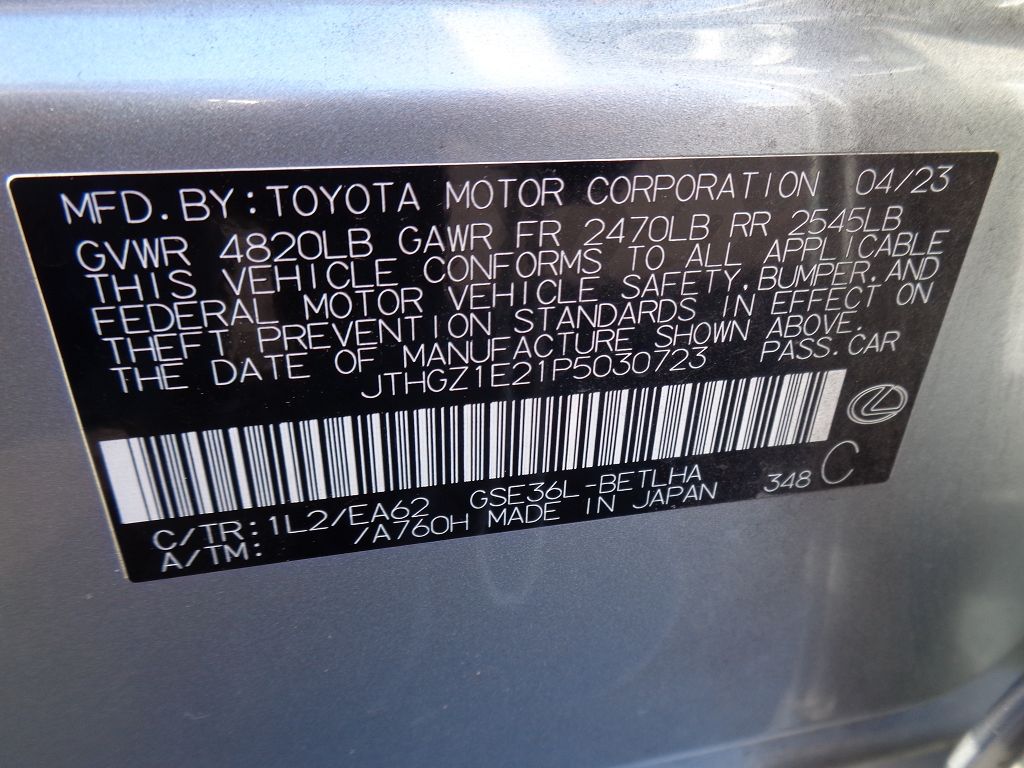 MFD. BY: TOYOTA MOTOR CORPORATION 04/23
GVWR 4820LB GAWR FR 2470LB RR 2545LB
THIS VEHICLE CONFORMS TO ALL APPLICABLE
FEDERAL MOTOR VEHICLE SAFETY, BUMPER, AND
THEFT PREVENTION STANDARDS IN EFFECT ON
THE DATE OF MANUFACTURE SHOWN ABOVE.
JTHGZ1E21P5030723 PASS. CAR
C/TR: 1L2/EA62 GSE36L-BETLHA 348 C
A/TM: /A760H MADE IN JAPAN